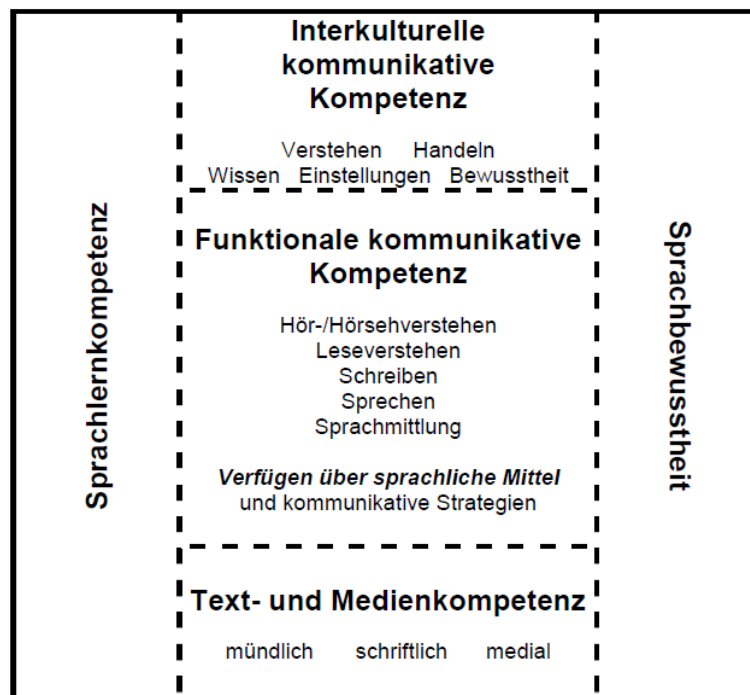 Interkulturelle
kommunikative
Kompetenz
Verstehen Handeln
Wissen Einstellungen Bewusstheit
Sprachlernkompetenz
Funktionale kommunikative
Kompetenz
Hör-/Hörsehverstehen
Leseverstehen
Schreiben
Sprechen
Sprachmittlung
Verfügen über sprachliche Mittel
und kommunikative Strategien
Sprachbewusstheit
Text- und Medienkompetenz
mündlich schriftlich medial